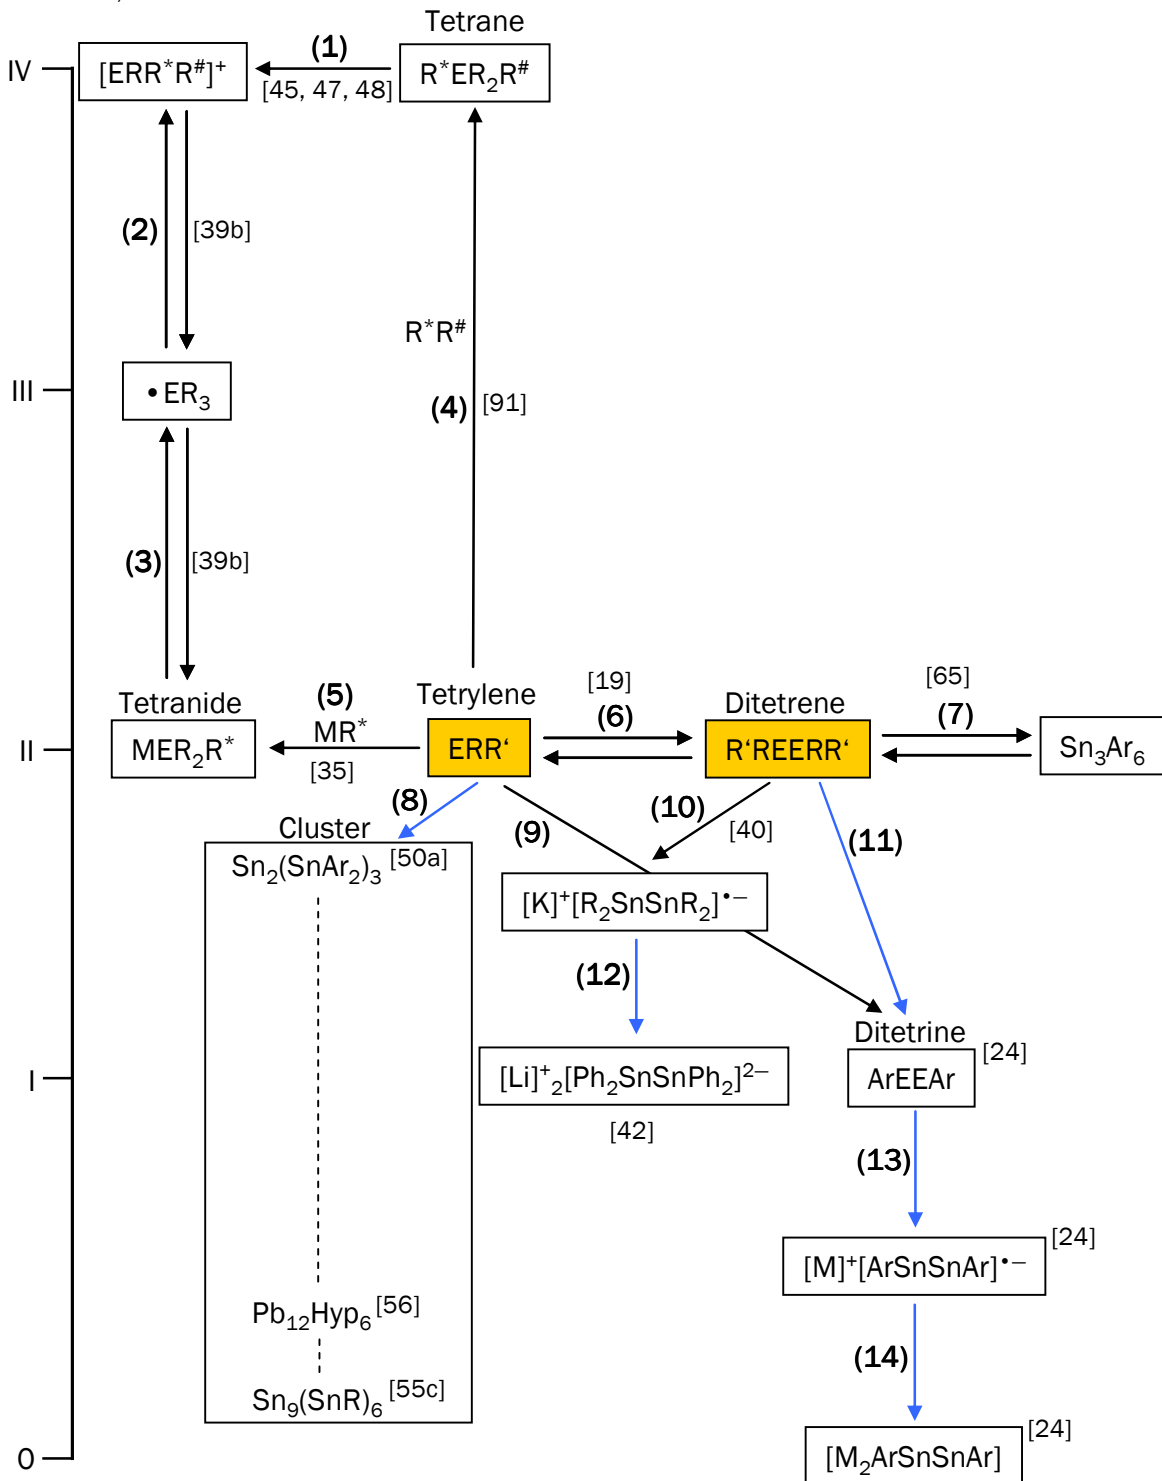 Tetrane
IV
[ERR*R#]+
(1)
[45, 47, 48]
R*ER2R#
(2)
[39b]
R*R#
III
•ER3
(4)
[91]
(3)
[39b]
Tetranide
(5)
MR*
[35]
Tetrylene
[19]
(6)
Ditetrene
[65]
(7)
II
MER2R*
ERR‘
R‘REERR‘
Sn3Ar6
(8)
(9)
(10)
[40]
(11)
Cluster
Sn2(SnAr2)3 [50a]
[K]+[R2SnSnR2]•–
(12)
Ditetrine
[24]
I
[Li]+2[Ph2SnSnPh2]2–
ArEEAr
[42]
(13)
[24]
[M]+[ArSnSnAr]•–
Pb12Hyp6 [56]
(14)
Sn9(SnR)6 [55c]
[24]
0
[M2ArSnSnAr]